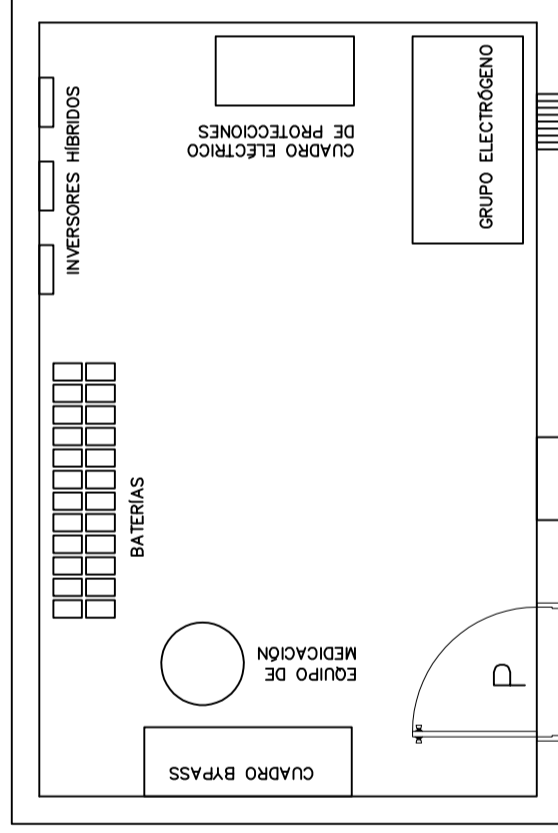 INVERSORES HÍBRIDOS
CUADRO ELÉCTRICO
DE PROTECCIONES
GRUPO ELECTRÓGENO
BATERÍAS
EQUIPO DE
MEDICACIÓN
CUADRO BYPASS
P